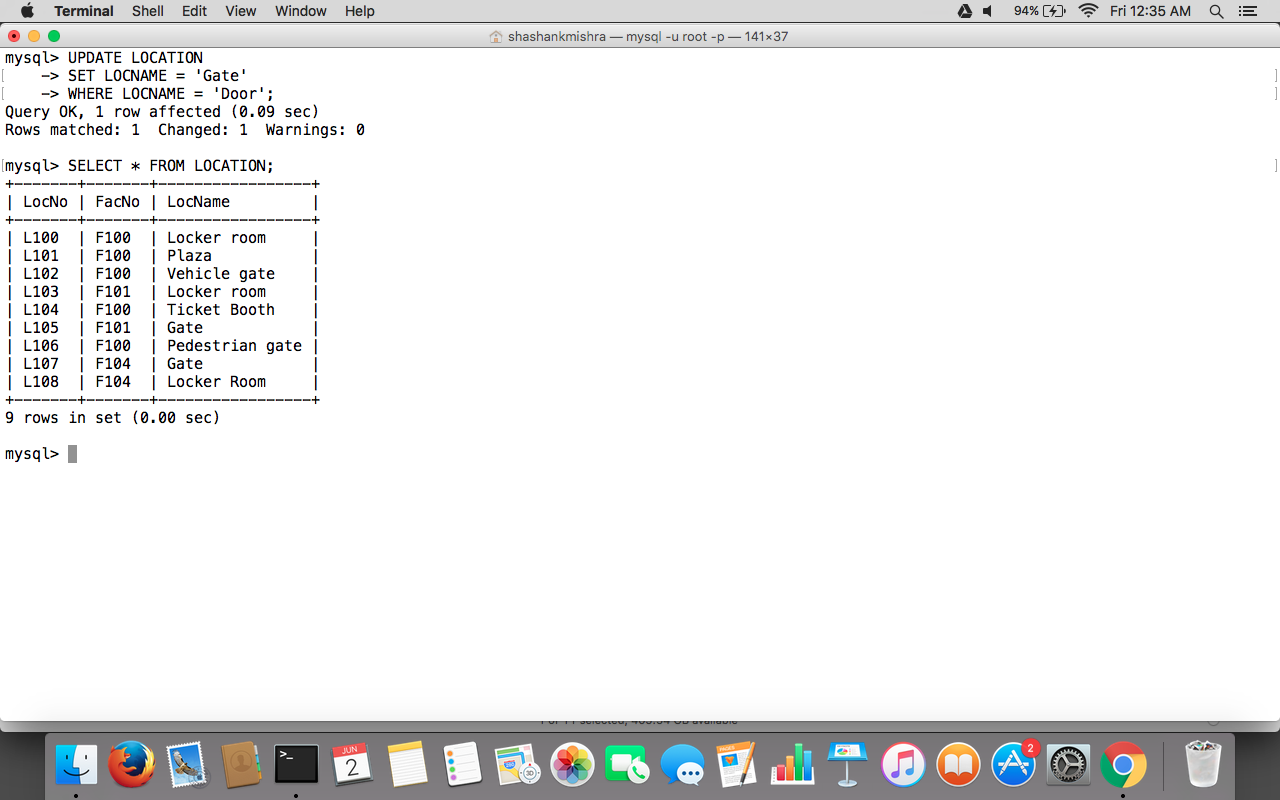 Terminal Shell Edit View Window Help 94% Fri 12:35 AM
shashankmishra — mysql -u root -p — 141×37
mysql> UPDATE LOCATION
    -> SET LOCNAME = 'Gate'
    -> WHERE LOCNAME = 'Door';
Query OK, 1 row affected (0.09 sec)
Rows matched: 1  Changed: 1  Warnings: 0
mysql> SELECT * FROM LOCATION;
+-------+-------+-----------------+
| LocNo | FacNo | LocName         |
+-------+-------+-----------------+
| L100  | F100  | Locker room     |
| L101  | F100  | Plaza           |
| L102  | F100  | Vehicle gate    |
| L103  | F101  | Locker room     |
| L104  | F100  | Ticket Booth    |
| L105  | F101  | Gate            |
| L106  | F100  | Pedestrian gate |
| L107  | F104  | Gate            |
| L108  | F104  | Locker Room     |
+-------+-------+-----------------+
9 rows in set (0.00 sec)
mysql>
>_
JUN
2
3D
PAGES
2